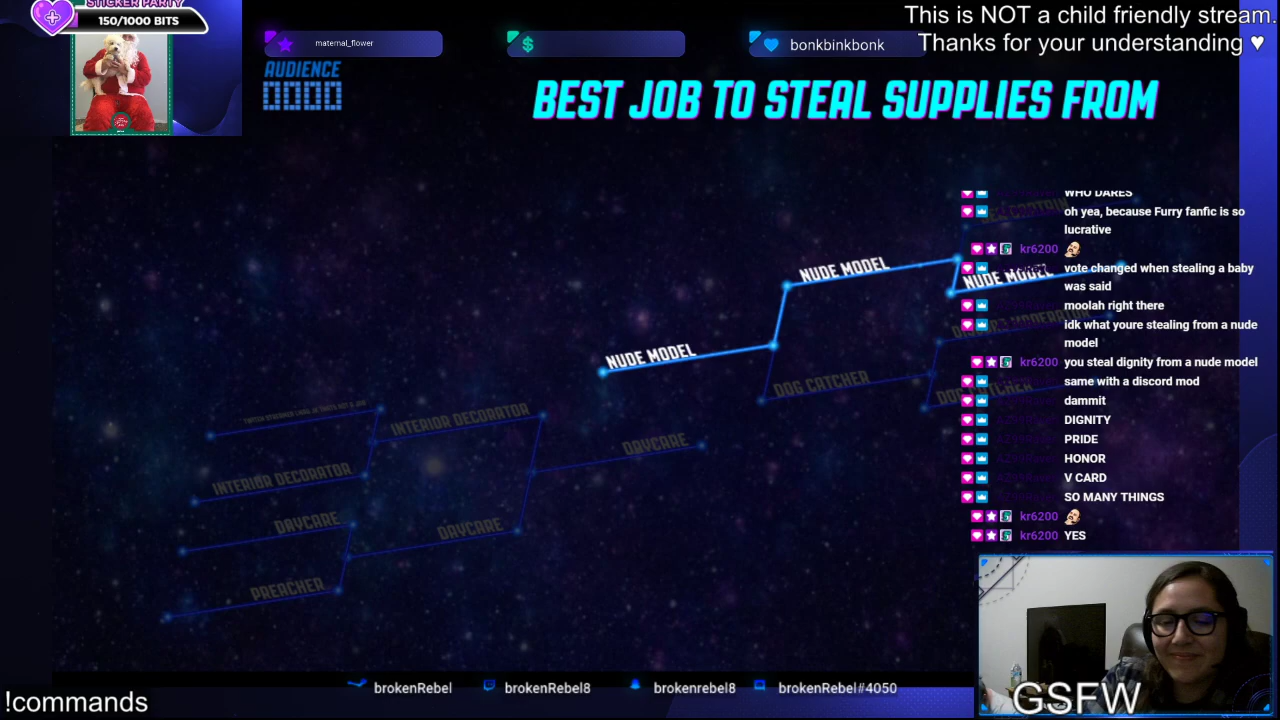 STICKER PARTY
150/1000 BITS
maternal_flower
bonkbinkbonk
This is NOT a child friendly stream.
Thanks for your understanding ♥
AUDIENCE
BEST JOB TO STEAL SUPPLIES FROM
WHO DARES
oh yea, because Furry fanfic is so
lucrative
kr6200
vote changed when stealing a baby
was said
moolah right there
idk what youre stealing from a nude
model
kr6200 you steal dignity from a nude model
same with a discord mod
dammit
DIGNITY
PRIDE
HONOR
V CARD
SO MANY THINGS
kr6200
kr6200 YES
NUDE MODEL
NUDE MODEL
NUDE MODEL
DOG CATCHER
DOG CATCHER
DISCORD MODERATOR
INTERIOR DECORATOR
DAYCARE
INTERIOR DECORATOR
DAYCARE
DAYCARE
PREACHER
brokenRebel
brokenRebel8
brokenrebel8
brokenRebel#4050
!commands
GSFW